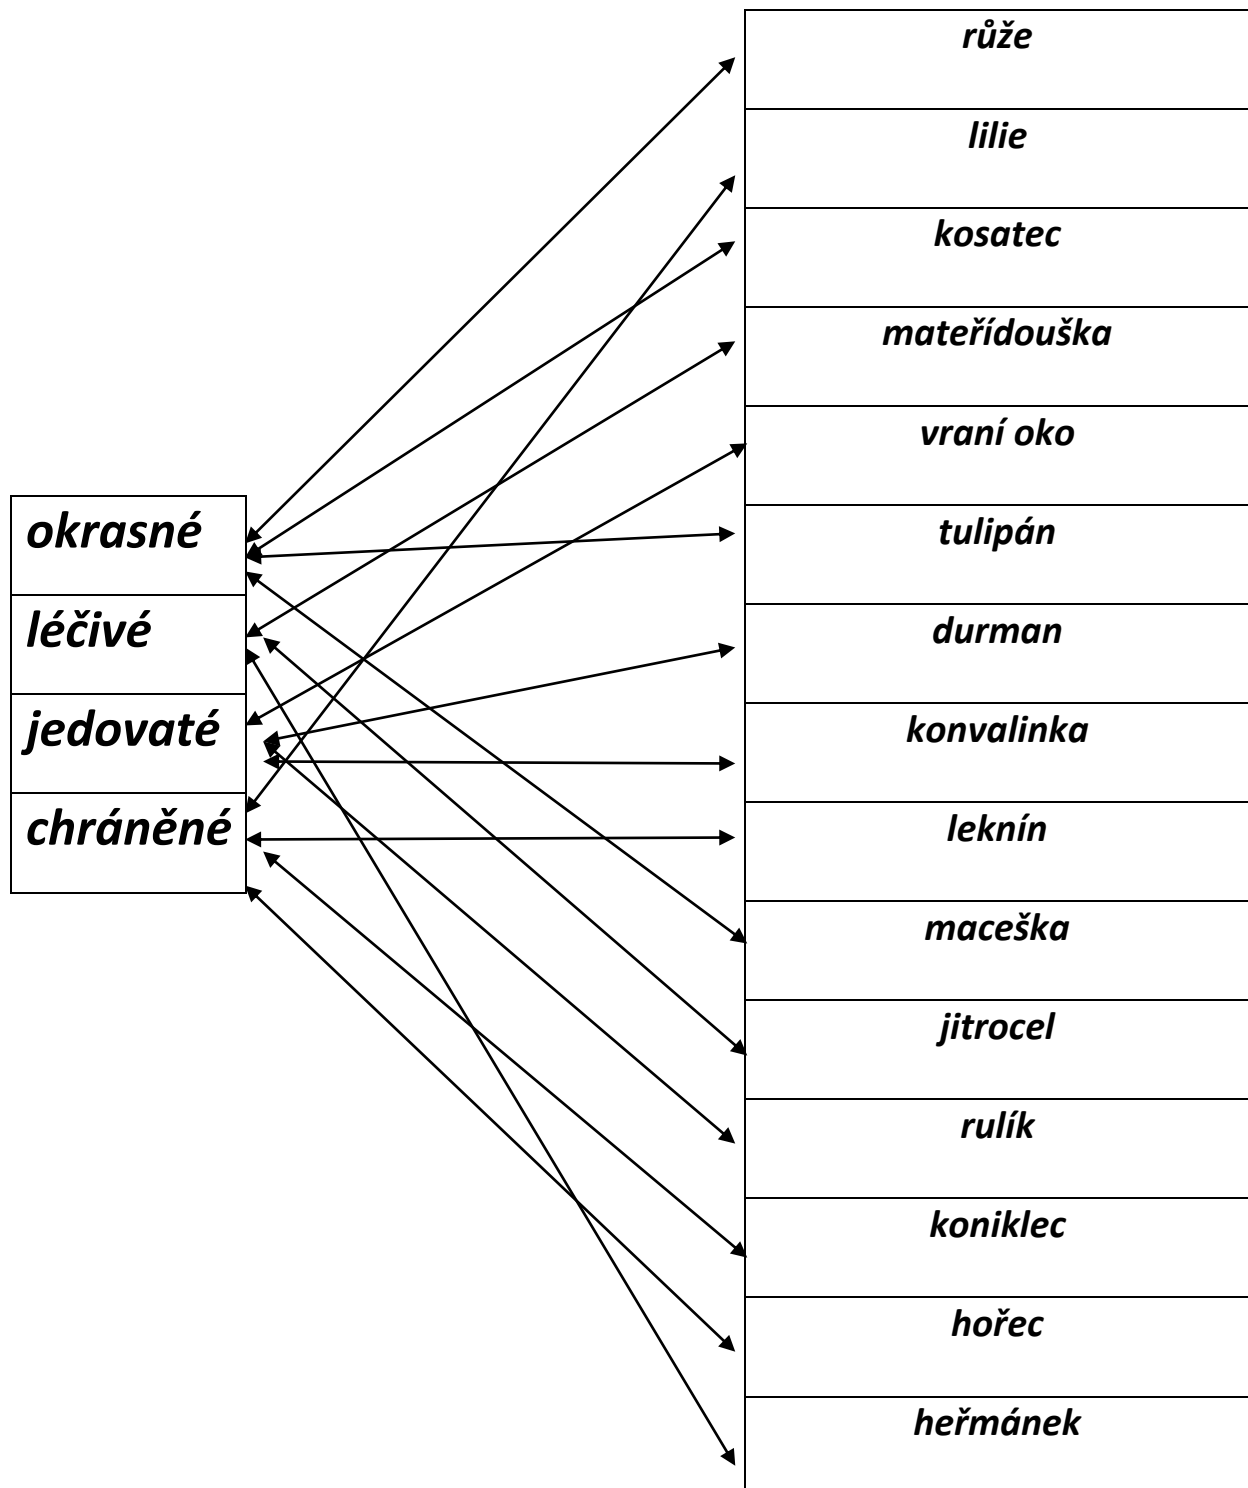 okrasné
léčivé
jedovaté
chráněné
růže
lilie
kosatec
mateřídouška
vraní oko
tulipán
durman
konvalinka
leknín
maceška
jitrocel
rulík
koniklec
hořec
heřmánek